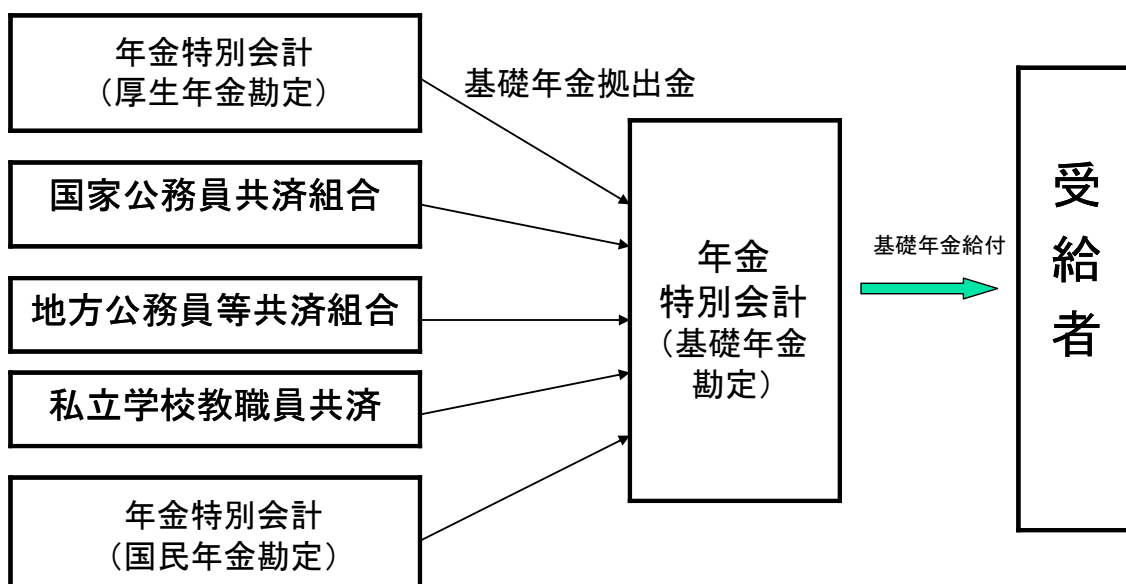 年金特別会計
（厚生年金勘定）
基礎年金拠出金
国家公務員共済組合
地方公務員等共済組合
私立学校教職員共済
年金特別会計
（国民年金勘定）
年金
特別会計
（基礎年金
勘定）
基礎年金給付
受
給
者